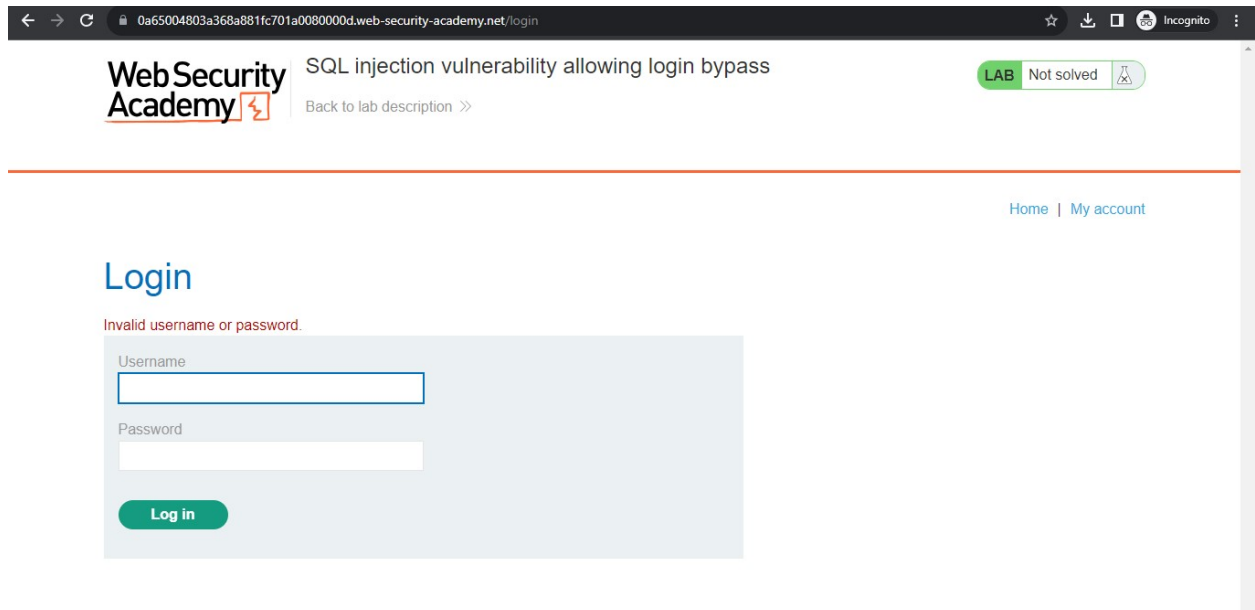 0a65004803a368a881fc701a0080000d.web-security-academy.net/login
Incognito
Web Security
Academy
SQL injection vulnerability allowing login bypass
Back to lab description
LAB Not solved
Home | My account
Login
Invalid username or password.
Username
Password
Log in